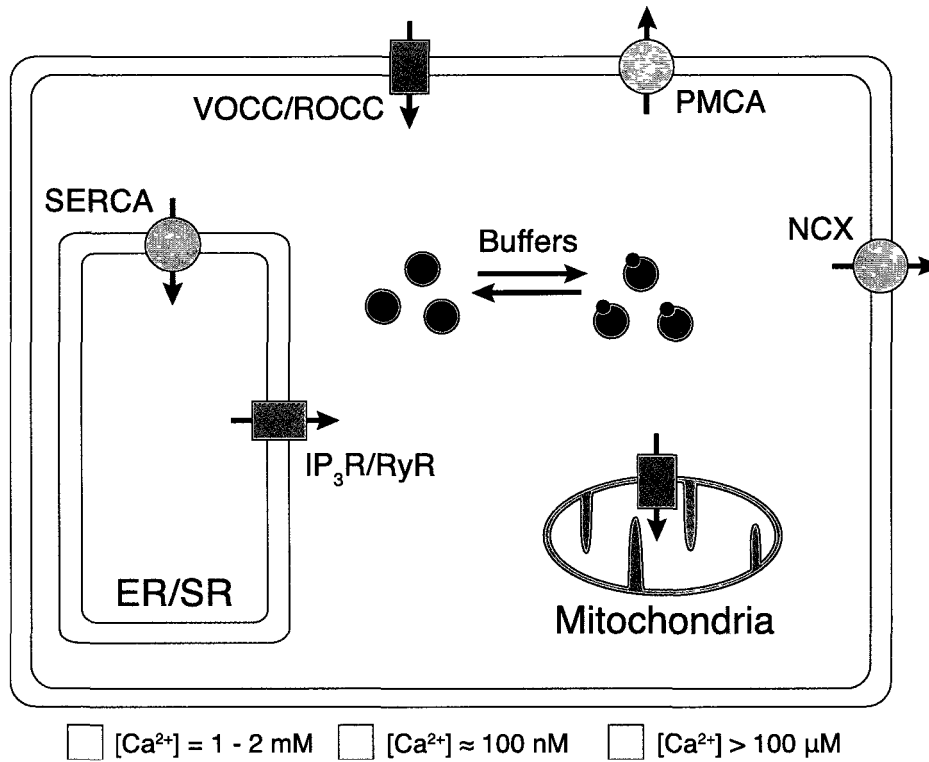 VOCC/ROCC
PMCA
SERCA
Buffers
NCX
IP₃R/RyR
ER/SR
Mitochondria
[Ca²⁺] = 1 - 2 mM
[Ca²⁺] ≈ 100 nM
[Ca²⁺] > 100 µM